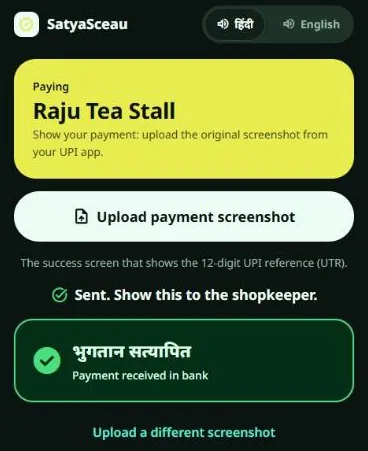 SatyaSceau
हिंदी
English
Paying
Raju Tea Stall
Show your payment: upload the original screenshot from
your UPI app.
Upload payment screenshot
The success screen that shows the 12-digit UPI reference (UTR).
Sent. Show this to the shopkeeper.
भुगतान सत्यापित
Payment received in bank
Upload a different screenshot